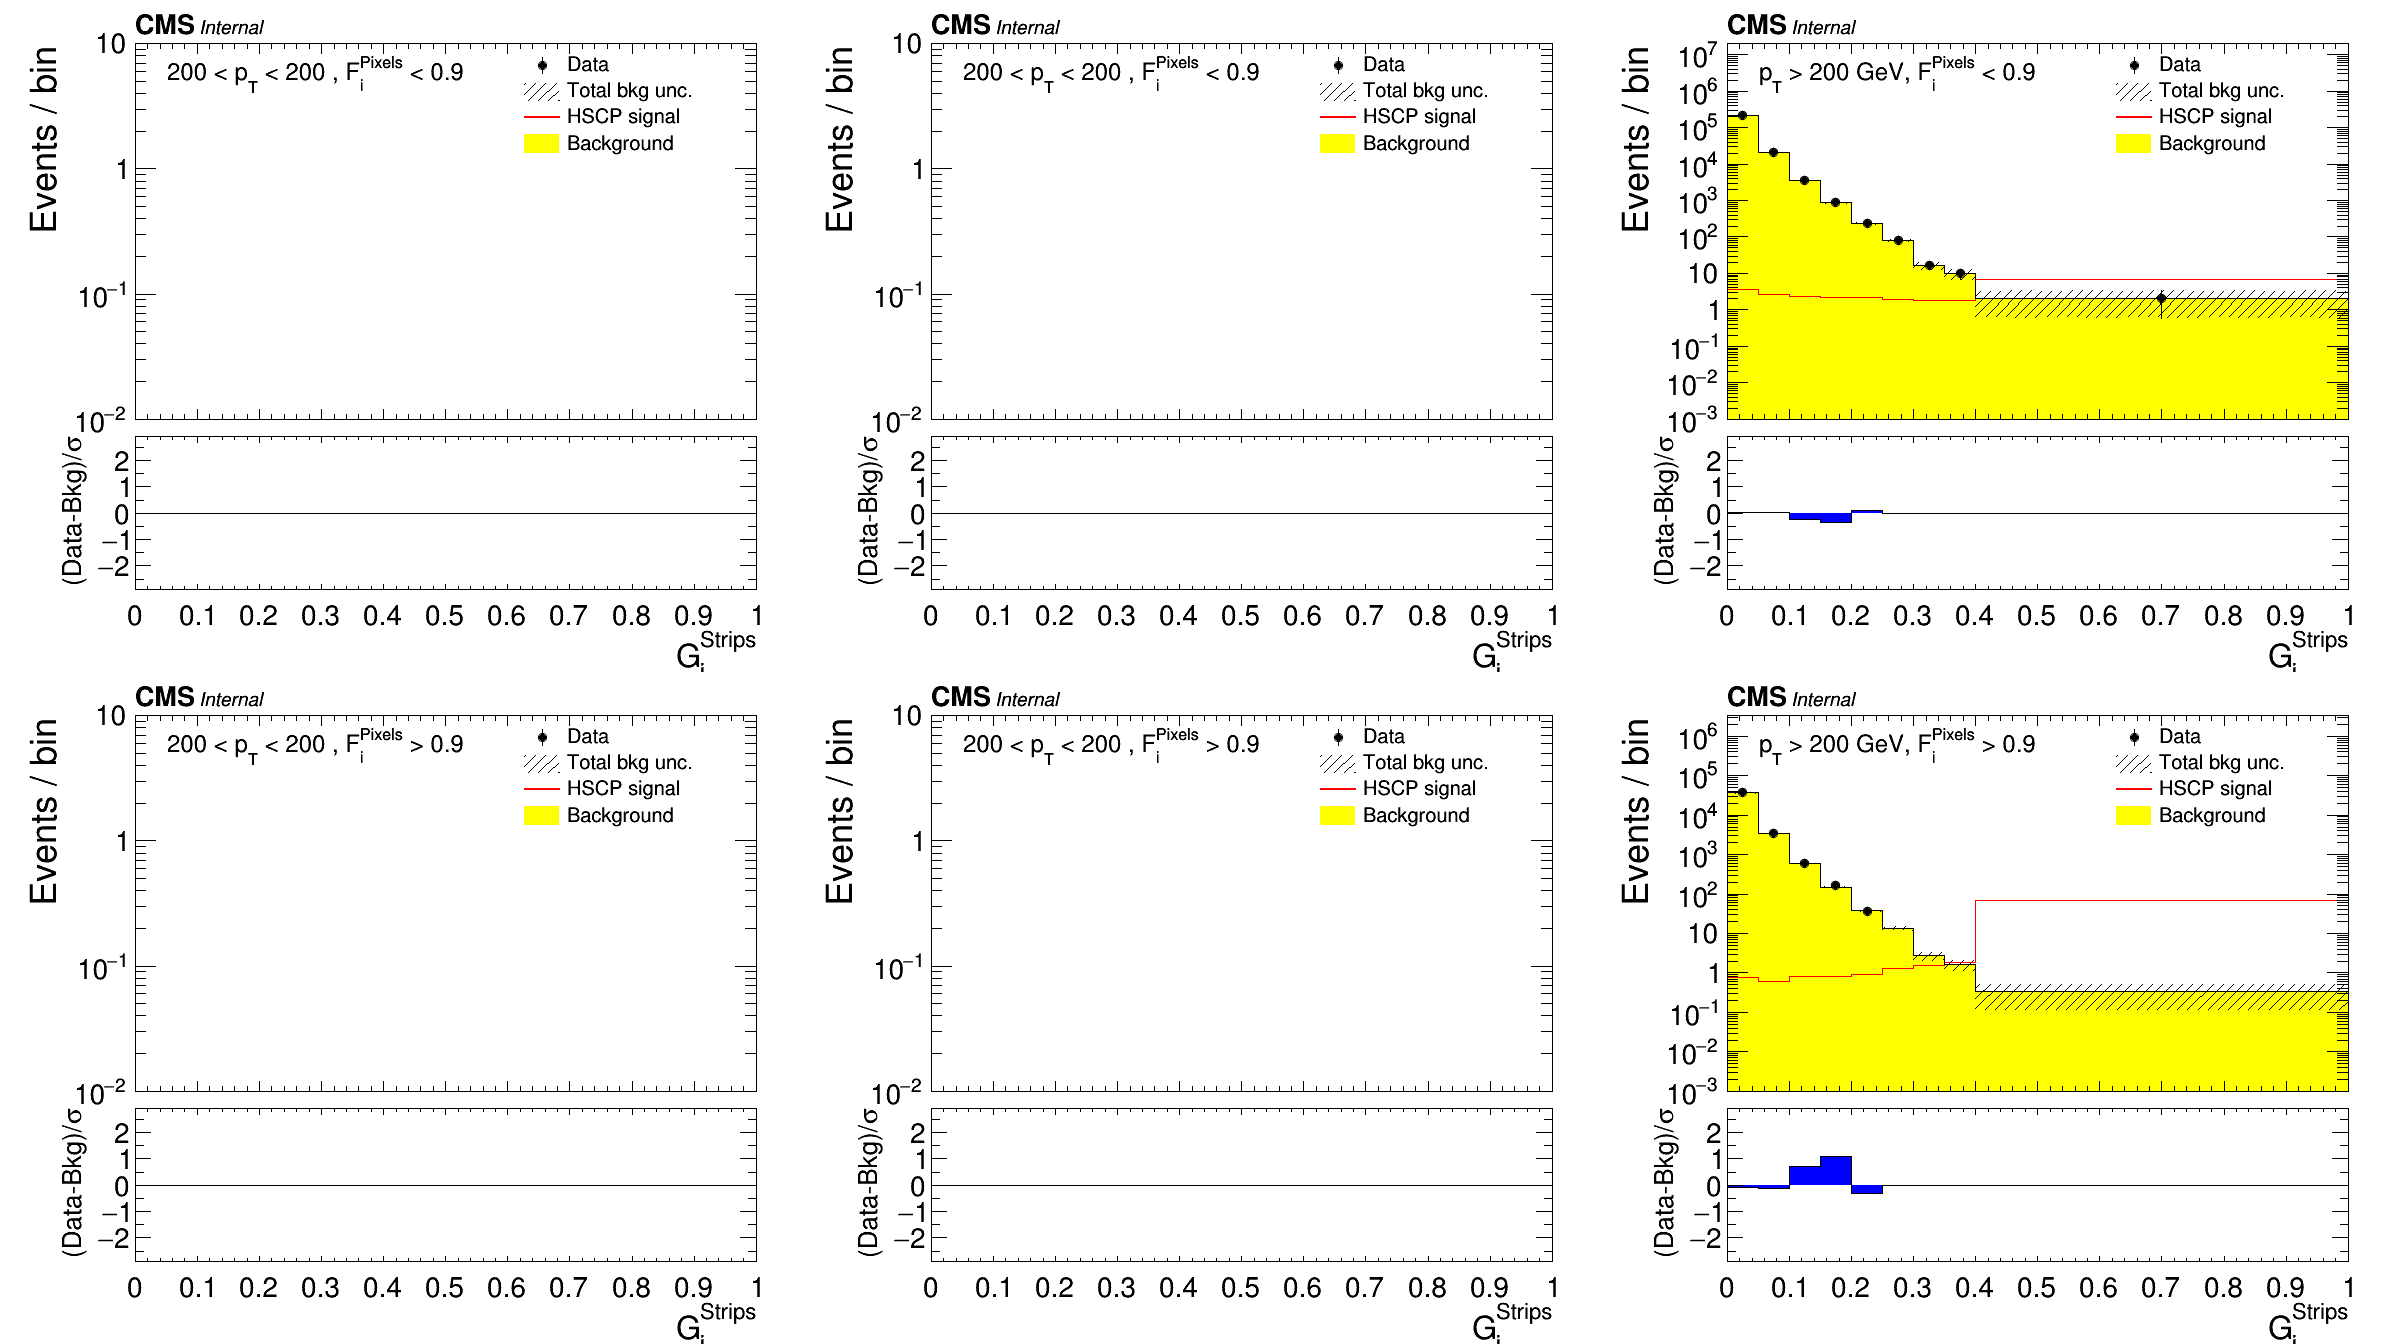 CMS Internal
Events / bin
200 < p_T < 200 , F_i^Pixels < 0.9
Data
Total bkg unc.
HSCP signal
Background
10
1
10^−1
10^−2
(Data-Bkg)/σ
2
1
0
−1
−2
0 0.1 0.2 0.3 0.4 0.5 0.6 0.7 0.8 0.9 1
G_i^Strips
CMS Internal
Events / bin
200 < p_T < 200 , F_i^Pixels < 0.9
Data
Total bkg unc.
HSCP signal
Background
10
1
10^−1
10^−2
(Data-Bkg)/σ
2
1
0
−1
−2
0 0.1 0.2 0.3 0.4 0.5 0.6 0.7 0.8 0.9 1
G_i^Strips
CMS Internal
Events / bin
p_T > 200 GeV, F_i^Pixels < 0.9
Data
Total bkg unc.
HSCP signal
Background
10^7
10^6
10^5
10^4
10^3
10^2
10
1
10^−1
10^−2
10^−3
(Data-Bkg)/σ
2
1
0
−1
−2
0 0.1 0.2 0.3 0.4 0.5 0.6 0.7 0.8 0.9 1
G_i^Strips
CMS Internal
Events / bin
200 < p_T < 200 , F_i^Pixels > 0.9
Data
Total bkg unc.
HSCP signal
Background
10
1
10^−1
10^−2
(Data-Bkg)/σ
2
1
0
−1
−2
0 0.1 0.2 0.3 0.4 0.5 0.6 0.7 0.8 0.9 1
G_i^Strips
CMS Internal
Events / bin
200 < p_T < 200 , F_i^Pixels > 0.9
Data
Total bkg unc.
HSCP signal
Background
10
1
10^−1
10^−2
(Data-Bkg)/σ
2
1
0
−1
−2
0 0.1 0.2 0.3 0.4 0.5 0.6 0.7 0.8 0.9 1
G_i^Strips
CMS Internal
Events / bin
p_T > 200 GeV, F_i^Pixels > 0.9
Data
Total bkg unc.
HSCP signal
Background
10^6
10^5
10^4
10^3
10^2
10
1
10^−1
10^−2
10^−3
(Data-Bkg)/σ
2
1
0
−1
−2
0 0.1 0.2 0.3 0.4 0.5 0.6 0.7 0.8 0.9 1
G_i^Strips